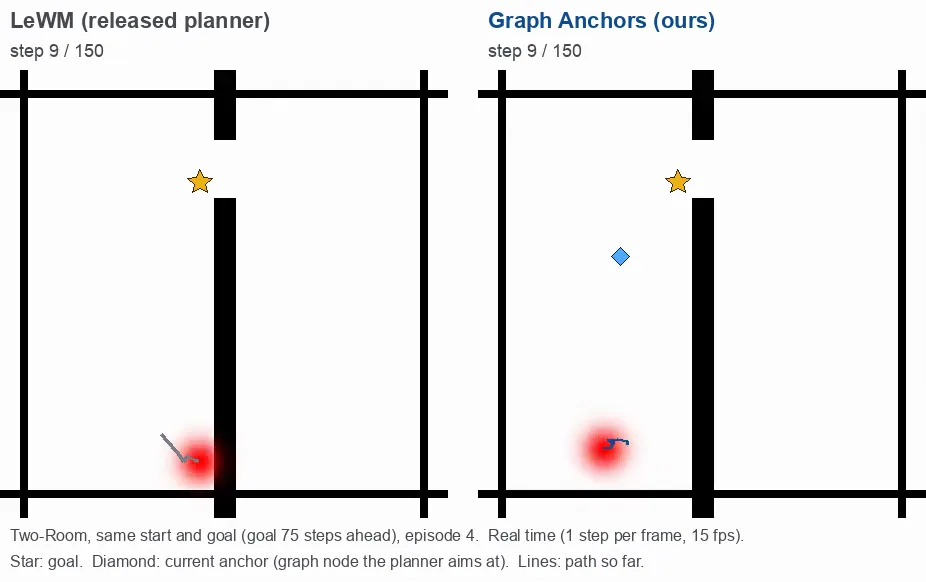 LeWM (released planner)
step 9 / 150
Graph Anchors (ours)
step 9 / 150
Two-Room, same start and goal (goal 75 steps ahead), episode 4.  Real time (1 step per frame, 15 fps).
Star: goal.  Diamond: current anchor (graph node the planner aims at).  Lines: path so far.